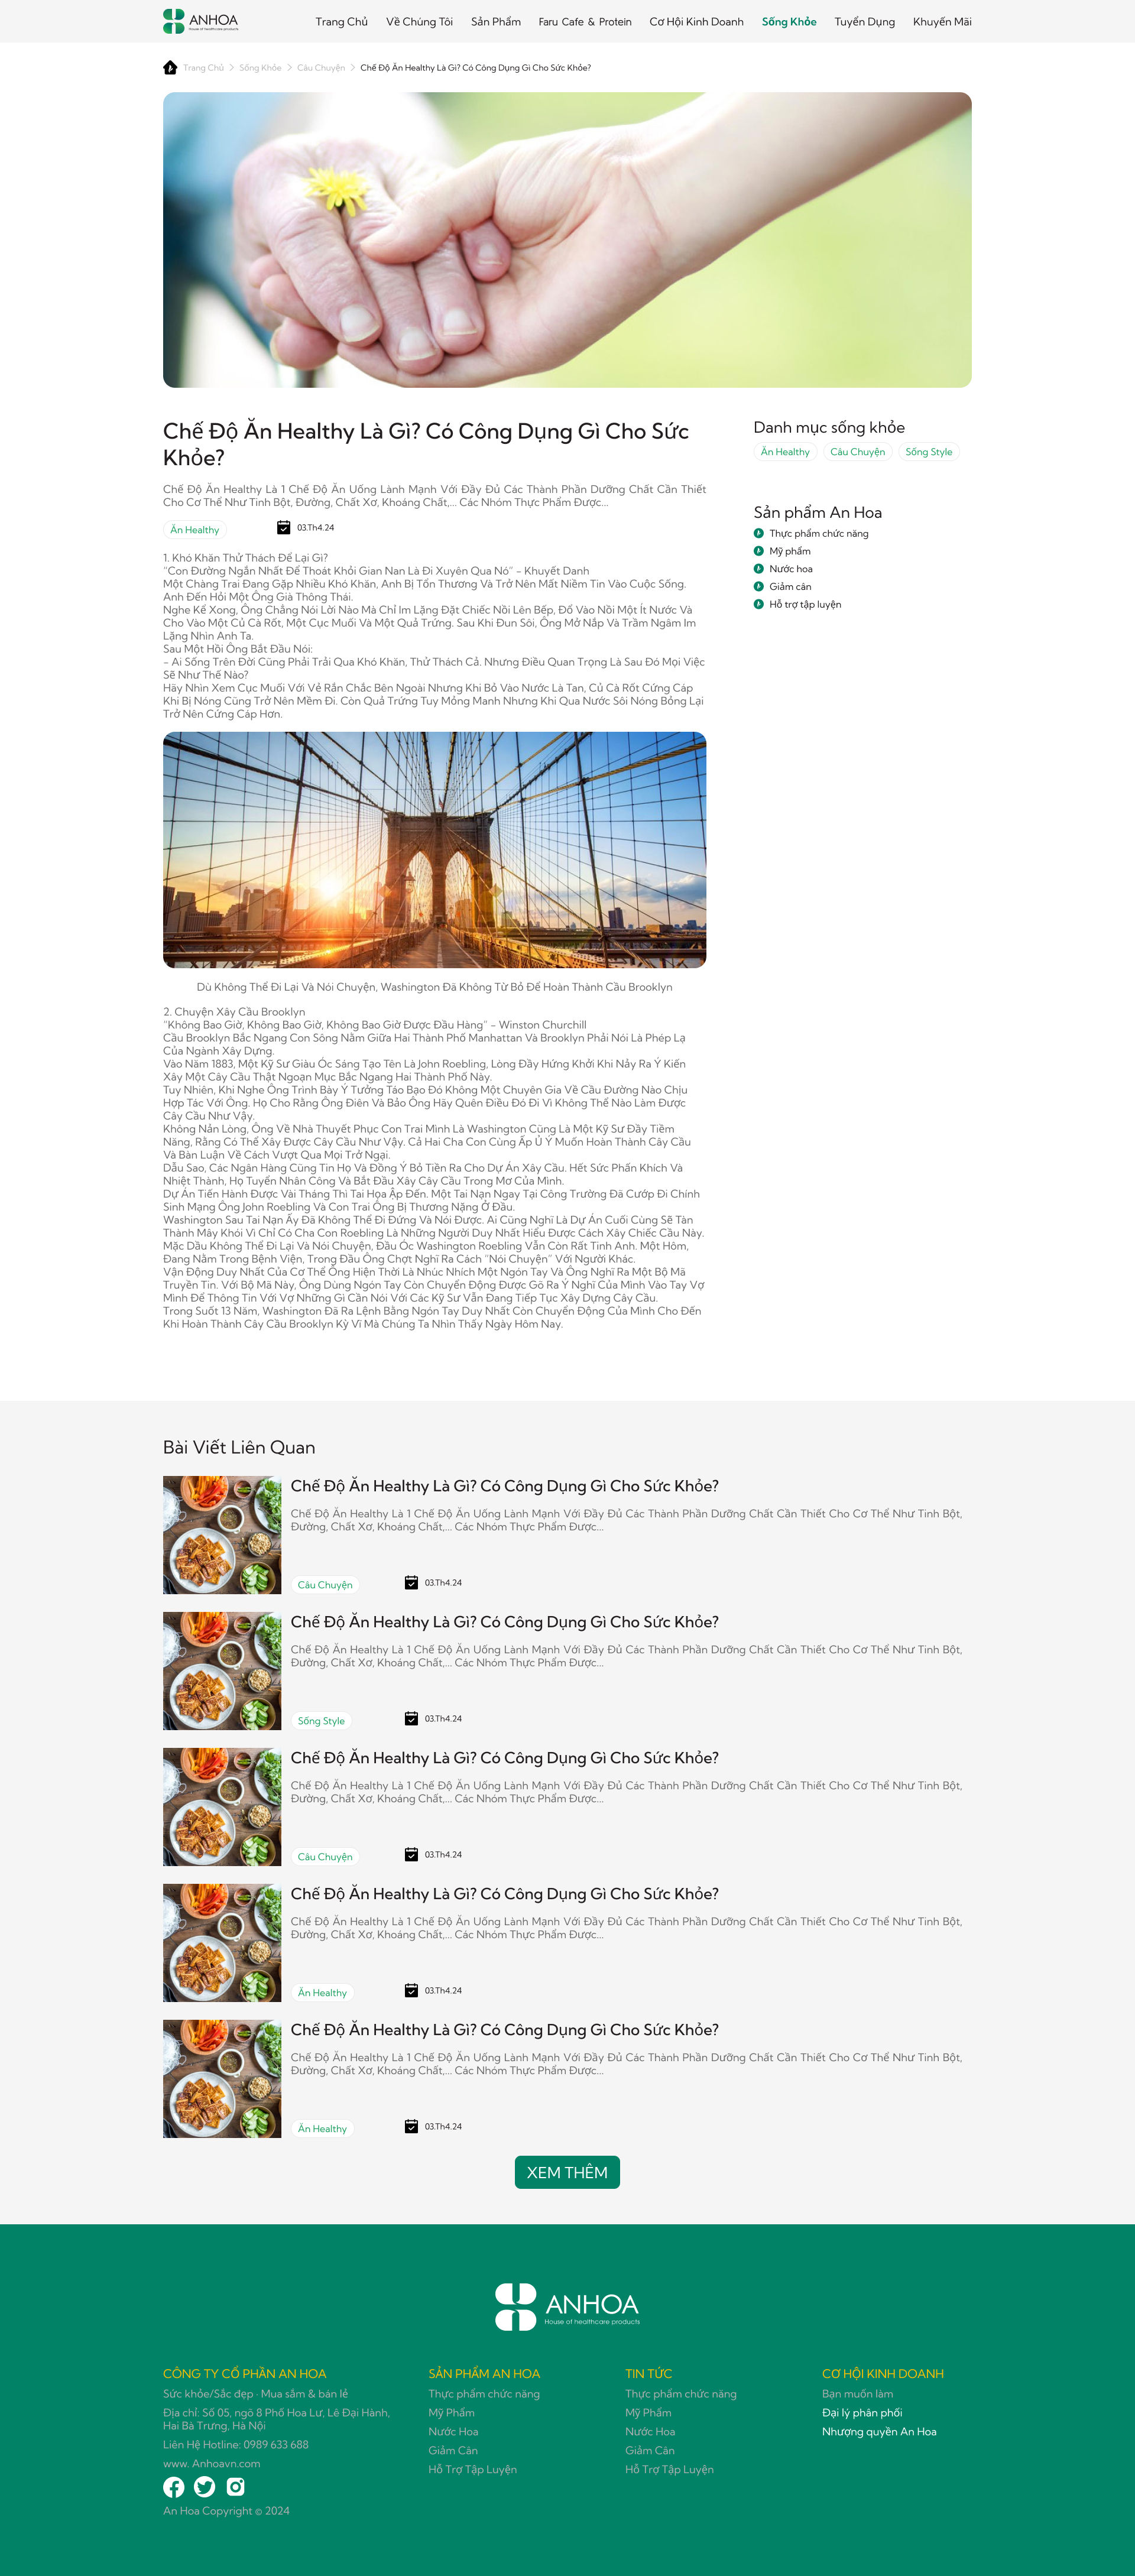 ANHOA
House of healthcare products
Trang Chủ
Về Chúng Tôi
Sản Phẩm
Faru Cafe & Protein
Cơ Hội Kinh Doanh
Sống Khỏe
Tuyển Dụng
Khuyến Mãi
Trang Chủ > Sống Khỏe > Câu Chuyện > Chế Độ Ăn Healthy Là Gì? Có Công Dụng Gì Cho Sức Khỏe?
Chế Độ Ăn Healthy Là Gì? Có Công Dụng Gì Cho Sức
Khỏe?
Chế Độ Ăn Healthy Là 1 Chế Độ Ăn Uống Lành Mạnh Với Đầy Đủ Các Thành Phần Dưỡng Chất Cần Thiết
Cho Cơ Thể Như Tinh Bột, Đường, Chất Xơ, Khoáng Chất,... Các Nhóm Thực Phẩm Được...
Ăn Healthy
03.Th4.24
1. Khó Khăn Thử Thách Để Lại Gì?
"Con Đường Ngắn Nhất Để Thoát Khỏi Gian Nan Là Đi Xuyên Qua Nó" - Khuyết Danh
Một Chàng Trai Đang Gặp Nhiều Khó Khăn, Anh Bị Tổn Thương Và Trở Nên Mất Niềm Tin Vào Cuộc Sống.
Anh Đến Hỏi Một Ông Già Thông Thái.
Nghe Kể Xong, Ông Chẳng Nói Lời Nào Mà Chỉ Im Lặng Đặt Chiếc Nồi Lên Bếp, Đổ Vào Nồi Một Ít Nước Và
Cho Vào Một Củ Cà Rốt, Một Cục Muối Và Một Quả Trứng. Sau Khi Đun Sôi, Ông Mở Nắp Và Trầm Ngâm Im
Lặng Nhìn Anh Ta.
Sau Một Hồi Ông Bắt Đầu Nói:
- Ai Sống Trên Đời Cũng Phải Trải Qua Khó Khăn, Thử Thách Cả. Nhưng Điều Quan Trọng Là Sau Đó Mọi Việc
Sẽ Như Thế Nào?
Hãy Nhìn Xem Cục Muối Với Vẻ Rắn Chắc Bên Ngoài Nhưng Khi Bỏ Vào Nước Là Tan, Củ Cà Rốt Cứng Cáp
Khi Bị Nóng Cũng Trở Nên Mềm Đi. Còn Quả Trứng Tuy Mỏng Manh Nhưng Khi Qua Nước Sôi Nóng Bỏng Lại
Trở Nên Cứng Cáp Hơn.
Dù Không Thể Đi Lại Và Nói Chuyện, Washington Đã Không Từ Bỏ Để Hoàn Thành Cầu Brooklyn
2. Chuyện Xây Cầu Brooklyn
"Không Bao Giờ, Không Bao Giờ, Không Bao Giờ Được Đầu Hàng" - Winston Churchill
Cầu Brooklyn Bắc Ngang Con Sông Nằm Giữa Hai Thành Phố Manhattan Và Brooklyn Phải Nói Là Phép Lạ
Của Ngành Xây Dựng.
Vào Năm 1883, Một Kỹ Sư Giàu Óc Sáng Tạo Tên Là John Roebling, Lòng Đầy Hứng Khởi Khi Nảy Ra Ý Kiến
Xây Một Cây Cầu Thật Ngoạn Mục Bắc Ngang Hai Thành Phố Này.
Tuy Nhiên, Khi Nghe Ông Trình Bày Ý Tưởng Táo Bạo Đó Không Một Chuyên Gia Về Cầu Đường Nào Chịu
Hợp Tác Với Ông. Họ Cho Rằng Ông Điên Và Bảo Ông Hãy Quên Điều Đó Đi Vì Không Thể Nào Làm Được
Cây Cầu Như Vậy.
Không Nản Lòng, Ông Về Nhà Thuyết Phục Con Trai Mình Là Washington Cũng Là Một Kỹ Sư Đầy Tiềm
Năng, Rằng Có Thể Xây Được Cây Cầu Như Vậy. Cả Hai Cha Con Cùng Ấp Ủ Ý Muốn Hoàn Thành Cây Cầu
Và Bàn Luận Về Cách Vượt Qua Mọi Trở Ngại.
Dẫu Sao, Các Ngân Hàng Cũng Tin Họ Và Đồng Ý Bỏ Tiền Ra Cho Dự Án Xây Cầu. Hết Sức Phấn Khích Và
Nhiệt Thành, Họ Tuyển Nhân Công Và Bắt Đầu Xây Cây Cầu Trong Mơ Của Mình.
Dự Án Tiến Hành Được Vài Tháng Thì Tai Họa Ập Đến. Một Tai Nạn Ngay Tại Công Trường Đã Cướp Đi Chính
Sinh Mạng Ông John Roebling Và Con Trai Ông Bị Thương Nặng Ở Đầu.
Washington Sau Tai Nạn Ấy Đã Không Thể Đi Đứng Và Nói Được. Ai Cũng Nghĩ Là Dự Án Cuối Cùng Sẽ Tàn
Thành Mây Khói Vì Chỉ Có Cha Con Roebling Là Những Người Duy Nhất Hiểu Được Cách Xây Chiếc Cầu Này.
Mặc Dầu Không Thể Đi Lại Và Nói Chuyện, Đầu Óc Washington Roebling Vẫn Còn Rất Tinh Anh. Một Hôm,
Đang Nằm Trong Bệnh Viện, Trong Đầu Ông Chợt Nghĩ Ra Cách "Nói Chuyện" Với Người Khác.
Vận Động Duy Nhất Của Cơ Thể Ông Hiện Thời Là Nhúc Nhích Một Ngón Tay Và Ông Nghĩ Ra Một Bộ Mã
Truyền Tin. Với Bộ Mã Này, Ông Dùng Ngón Tay Còn Chuyển Động Được Gõ Ra Ý Nghĩ Của Mình Vào Tay Vợ
Mình Để Thông Tin Với Vợ Những Gì Cần Nói Với Các Kỹ Sư Vẫn Đang Tiếp Tục Xây Dựng Cây Cầu.
Trong Suốt 13 Năm, Washington Đã Ra Lệnh Bằng Ngón Tay Duy Nhất Còn Chuyển Động Của Mình Cho Đến
Khi Hoàn Thành Cây Cầu Brooklyn Kỳ Vĩ Mà Chúng Ta Nhìn Thấy Ngày Hôm Nay.
Danh mục sống khỏe
Ăn Healthy
Câu Chuyện
Sống Style
Sản phẩm An Hoa
Thực phẩm chức năng
Mỹ phẩm
Nước hoa
Giảm cân
Hỗ trợ tập luyện
Bài Viết Liên Quan
Chế Độ Ăn Healthy Là Gì? Có Công Dụng Gì Cho Sức Khỏe?
Chế Độ Ăn Healthy Là 1 Chế Độ Ăn Uống Lành Mạnh Với Đầy Đủ Các Thành Phần Dưỡng Chất Cần Thiết Cho Cơ Thể Như Tinh Bột,
Đường, Chất Xơ, Khoáng Chất,... Các Nhóm Thực Phẩm Được...
Câu Chuyện
03.Th4.24
Chế Độ Ăn Healthy Là Gì? Có Công Dụng Gì Cho Sức Khỏe?
Chế Độ Ăn Healthy Là 1 Chế Độ Ăn Uống Lành Mạnh Với Đầy Đủ Các Thành Phần Dưỡng Chất Cần Thiết Cho Cơ Thể Như Tinh Bột,
Đường, Chất Xơ, Khoáng Chất,... Các Nhóm Thực Phẩm Được...
Sống Style
03.Th4.24
Chế Độ Ăn Healthy Là Gì? Có Công Dụng Gì Cho Sức Khỏe?
Chế Độ Ăn Healthy Là 1 Chế Độ Ăn Uống Lành Mạnh Với Đầy Đủ Các Thành Phần Dưỡng Chất Cần Thiết Cho Cơ Thể Như Tinh Bột,
Đường, Chất Xơ, Khoáng Chất,... Các Nhóm Thực Phẩm Được...
Câu Chuyện
03.Th4.24
Chế Độ Ăn Healthy Là Gì? Có Công Dụng Gì Cho Sức Khỏe?
Chế Độ Ăn Healthy Là 1 Chế Độ Ăn Uống Lành Mạnh Với Đầy Đủ Các Thành Phần Dưỡng Chất Cần Thiết Cho Cơ Thể Như Tinh Bột,
Đường, Chất Xơ, Khoáng Chất,... Các Nhóm Thực Phẩm Được...
Ăn Healthy
03.Th4.24
Chế Độ Ăn Healthy Là Gì? Có Công Dụng Gì Cho Sức Khỏe?
Chế Độ Ăn Healthy Là 1 Chế Độ Ăn Uống Lành Mạnh Với Đầy Đủ Các Thành Phần Dưỡng Chất Cần Thiết Cho Cơ Thể Như Tinh Bột,
Đường, Chất Xơ, Khoáng Chất,... Các Nhóm Thực Phẩm Được...
Ăn Healthy
03.Th4.24
XEM THÊM
ANHOA
House of healthcare products
CÔNG TY CỔ PHẦN AN HOA
Sức khỏe/Sắc đẹp · Mua sắm & bán lẻ
Địa chỉ: Số 05, ngõ 8 Phố Hoa Lư, Lê Đại Hành,
Hai Bà Trưng, Hà Nội
Liên Hệ Hotline: 0989 633 688
www. Anhoavn.com
An Hoa Copyright © 2024
SẢN PHẨM AN HOA
Thực phẩm chức năng
Mỹ Phẩm
Nước Hoa
Giảm Cân
Hỗ Trợ Tập Luyện
TIN TỨC
Thực phẩm chức năng
Mỹ Phẩm
Nước Hoa
Giảm Cân
Hỗ Trợ Tập Luyện
CƠ HỘI KINH DOANH
Bạn muốn làm
Đại lý phân phối
Nhượng quyền An Hoa